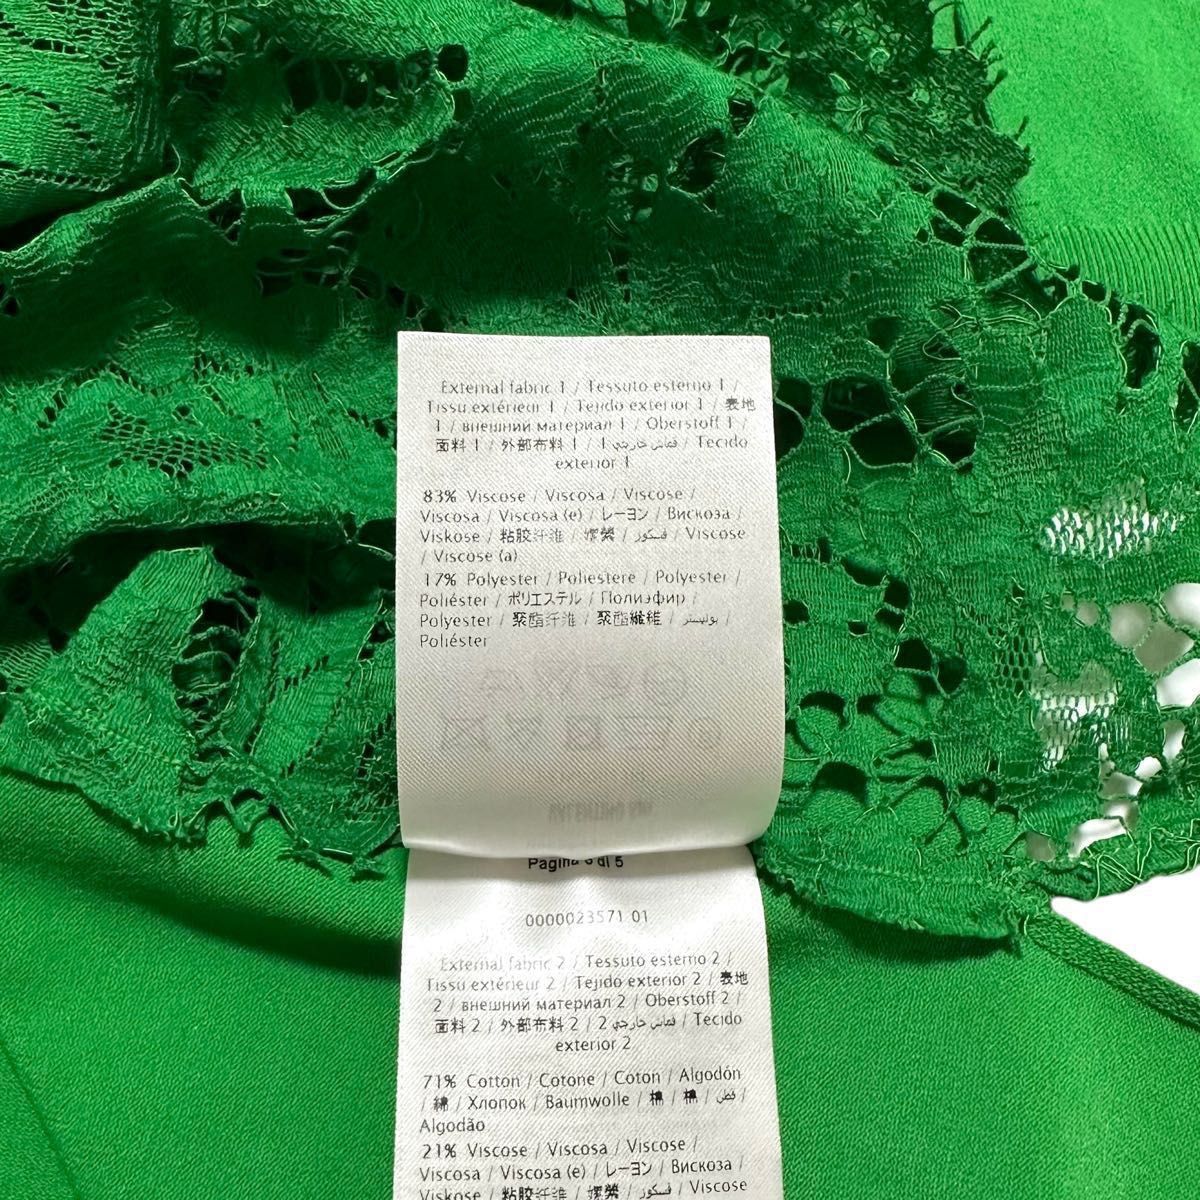 External fabric 1 / Tessuto esterno 1 /
Tissu extérieur 1 / Tejido exterior 1 / 表地
1 / внешний материал 1 / Oberstoff 1 /
面料 1 / 外部布料 1 / قماش خارجي 1 / Tecido
exterior 1
83% Viscose / Viscosa / Viscose /
Viscosa / Viscosa (e) / レーヨン / Вискоза /
Viskose / 粘胶纤维 / 嫘縈 / فسكوز / Viscose
/ Viscose (a)
17% Polyester / Poliestere / Polyester /
Poliéster / ポリエステル / Полиэфир /
Polyester / 聚酯纤维 / 聚酯纖維 / بوليستر /
Poliéster
Pagina di 5
0000023571 01
External fabric 2 / Tessuto esterno 2 /
Tissu extérieur 2 / Tejido exterior 2 / 表地
2 / внешний материал 2 / Oberstoff 2 /
面料 2 / 外部布料 2 / قماش خارجي 2 / Tecido
exterior 2
71% Cotton / Cotone / Coton / Algodón
/ 綿 / Хлопок / Baumwolle / 棉 / 棉 / قطن /
Algodão
21% Viscose / Viscosa / Viscose /
Viscosa / Viscosa (e) / レーヨン / Вискоза /
Viskose / 粘胶纤维 / 嫘縈 / فسكوز / Viscose